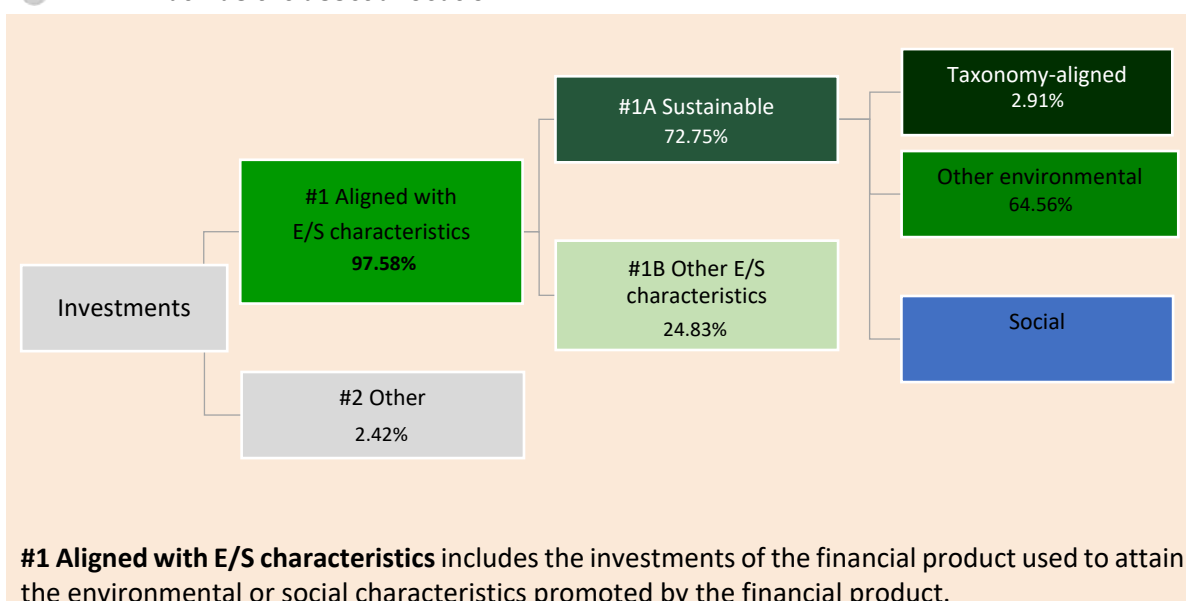 Taxonomy-aligned
2.91%
#1A Sustainable
72.75%
Other environmental
64.56%
#1 Aligned with
E/S characteristics
97.58%
#1B Other E/S
characteristics
24.83%
Investments
Social
#2 Other
2.42%
#1 Aligned with E/S characteristics includes the investments of the financial product used to attain
the environmental or social characteristics promoted by the financial product.